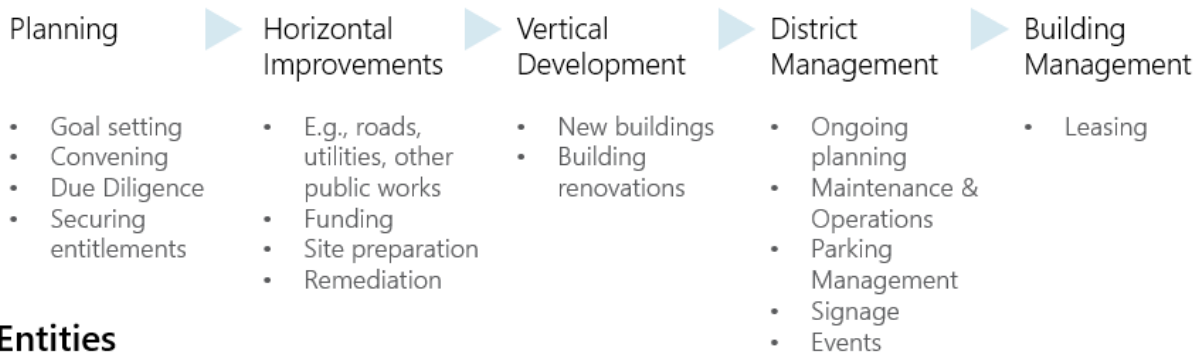 Planning
Horizontal
Improvements
Vertical
Development
District
Management
Building
Management
• Goal setting
• Convening
• Due Diligence
• Securing
entitlements
• E.g., roads,
utilities, other
public works
• Funding
• Site preparation
• Remediation
• New buildings
• Building
renovations
• Ongoing
planning
• Maintenance &
Operations
• Parking
Management
• Signage
• Events
• Leasing
Entities